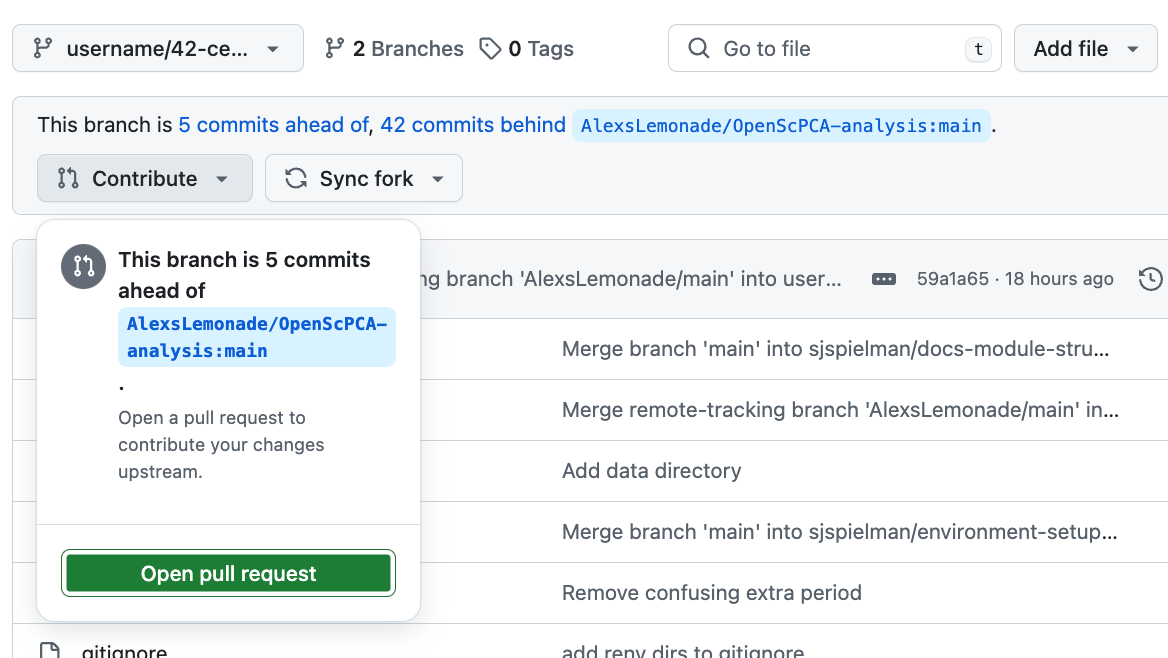 username/42-ce... 2 Branches 0 Tags Go to file t Add file
This branch is 5 commits ahead of, 42 commits behind AlexsLemonade/OpenScPCA-analysis:main .
Contribute Sync fork
This branch is 5 commits
ahead of
AlexsLemonade/OpenScPCA-
analysis:main
.
Open a pull request to
contribute your changes
upstream.
Open pull request
ng branch 'AlexsLemonade/main' into user... 59a1a65 · 18 hours ago
Merge branch 'main' into sjspielman/docs-module-stru...
Merge remote-tracking branch 'AlexsLemonade/main' in...
Add data directory
Merge branch 'main' into sjspielman/environment-setup...
Remove confusing extra period
.gitignore add renv dirs to gitignore